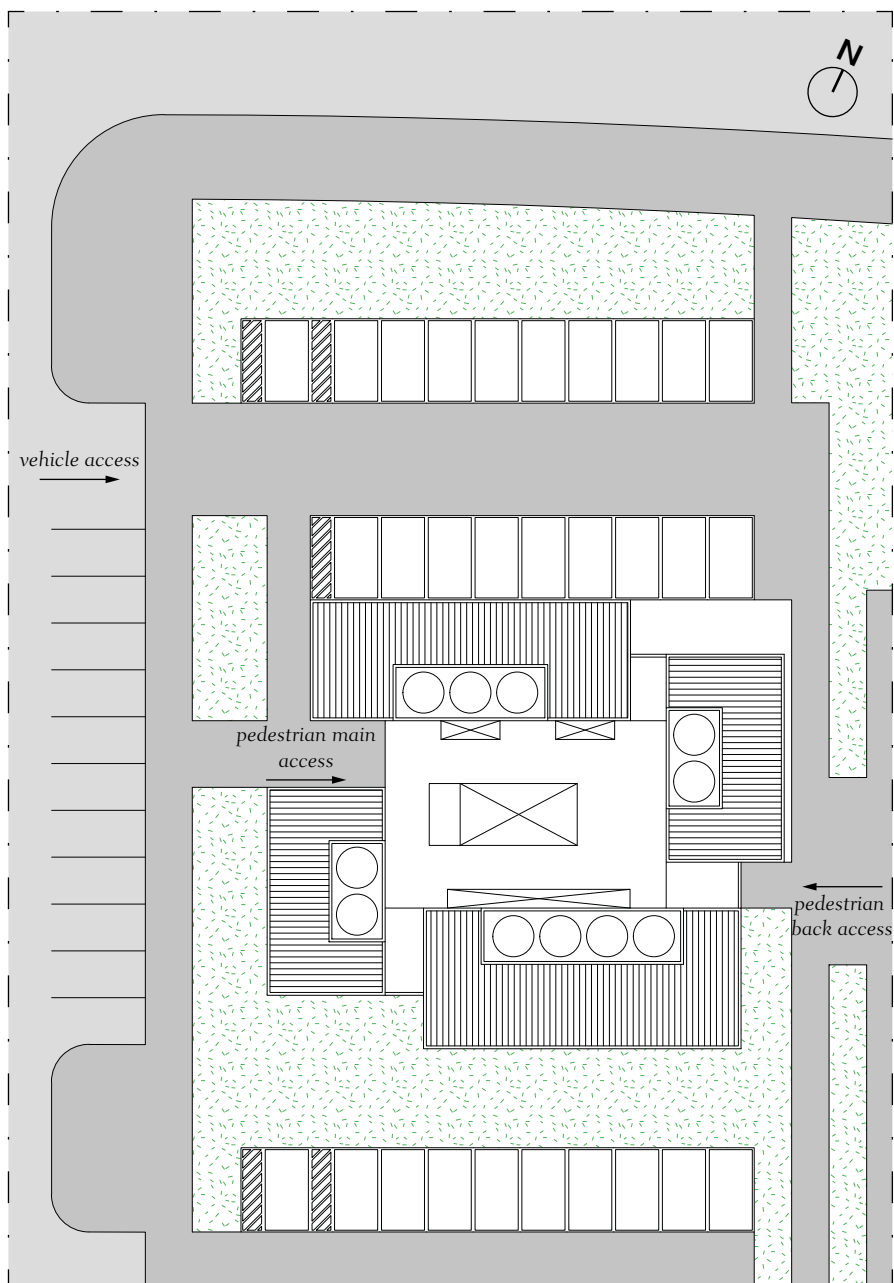 N
vehicle access
pedestrian main
access
pedestrian
back access